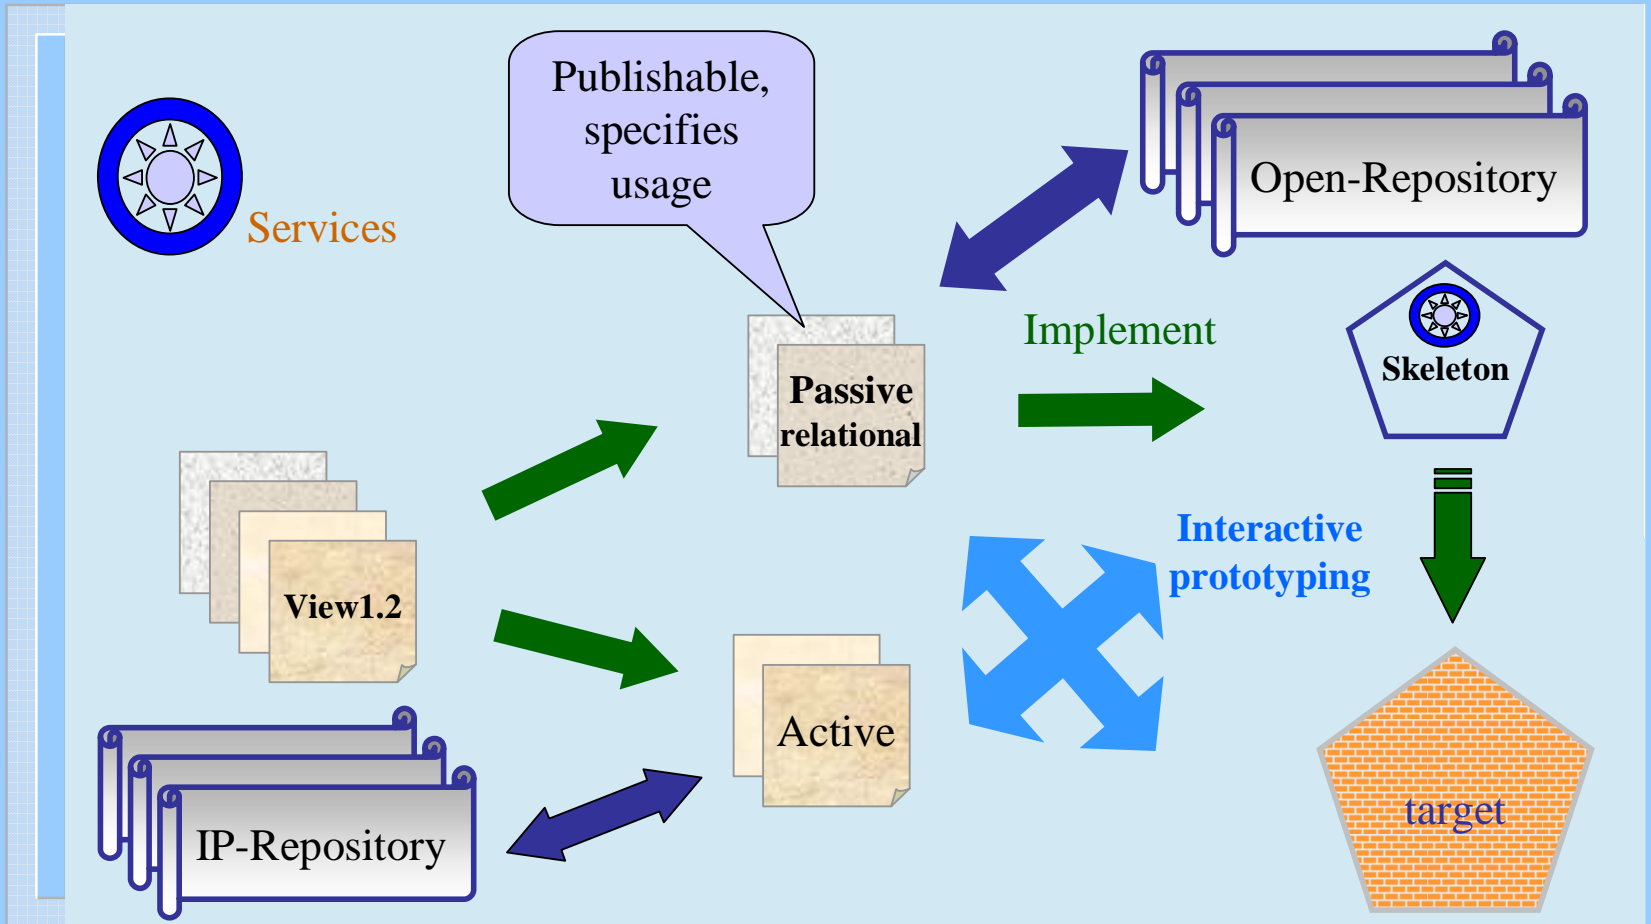 Publishable,
specifies
usage
Open-Repository
Services
Implement
Skeleton
Passive
relational
Interactive
prototyping
View1.2
Active
target
IP-Repository